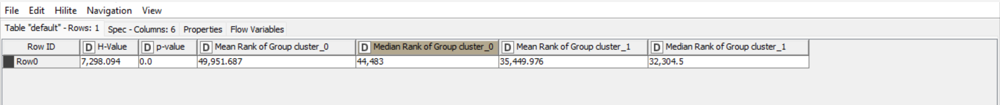 File Edit Hilite Navigation View
Table "default" - Rows: 1 Spec - Columns: 6 Properties Flow Variables
Row ID D H-Value D p-value D Mean Rank of Group cluster_0 D Median Rank of Group cluster_0 D Mean Rank of Group cluster_1 D Median Rank of Group cluster_1
Row0 7,298.094 0.0 49,951.687 44,483 35,449.976 32,304.5